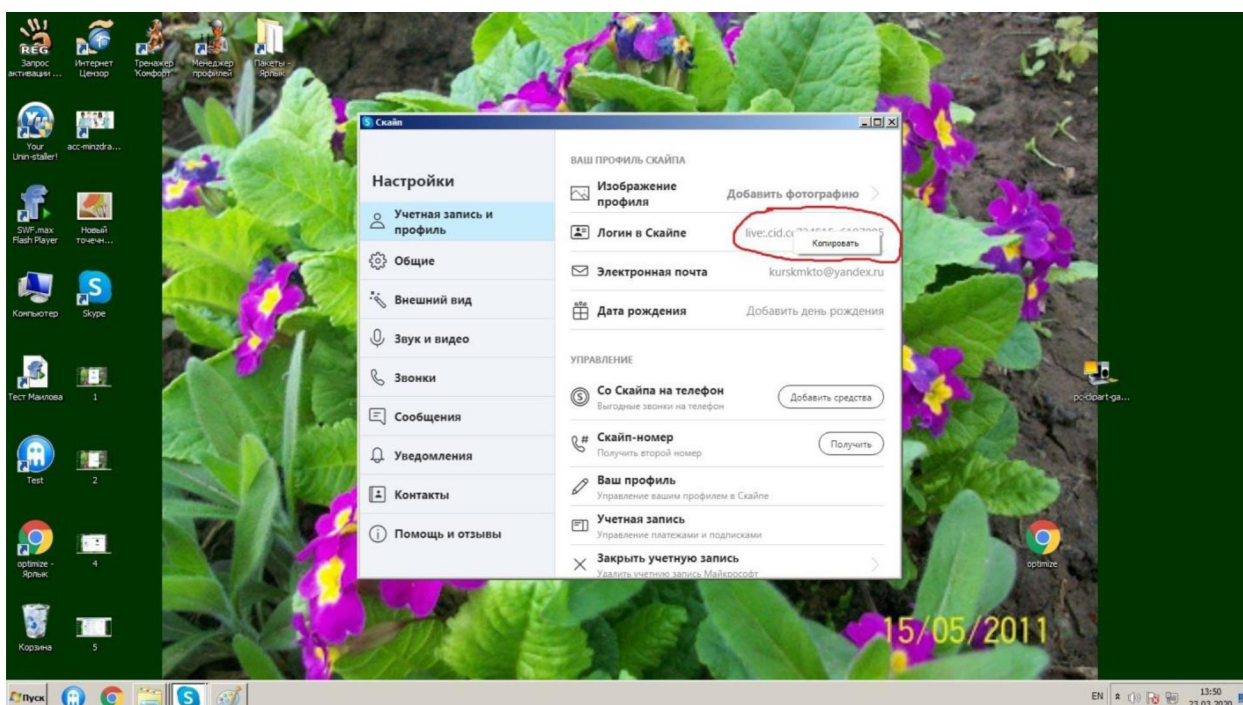 Запрос
активации ...
Интернет
Цензор
Тренажер
'Комфорт'
Менеджер
профилей
Пакеты -
Ярлык
Your
Unin-staller!
acc-minzdra...
SWF.max
Flash Player
Новый
точечн...
Компьютер
Skype
Тест Маилова
1
Test
2
optimize -
Ярлык
4
Корзина
5
Скайп
Настройки
Учетная запись и
профиль
Общие
Внешний вид
Звук и видео
Звонки
Сообщения
Уведомления
Контакты
Помощь и отзывы
ВАШ ПРОФИЛЬ СКАЙПА
Изображение
профиля
Добавить фотографию
Логин в Скайпе
live:.cid.
Копировать
Электронная почта
kurskmkto@yandex.ru
Дата рождения
Добавить день рождения
УПРАВЛЕНИЕ
Со Скайпа на телефон
Выгодные звонки на телефон
Добавить средства
Скайп-номер
Получить второй номер
Получить
Ваш профиль
Управление вашим профилем в Скайпе
Учетная запись
Управление платежами и подписками
Закрыть учетную запись
Удалить учетную запись Майкрософт
pc-clipart-ga...
optimize
15/05/2011
Пуск
EN
13:50
23.03.2020